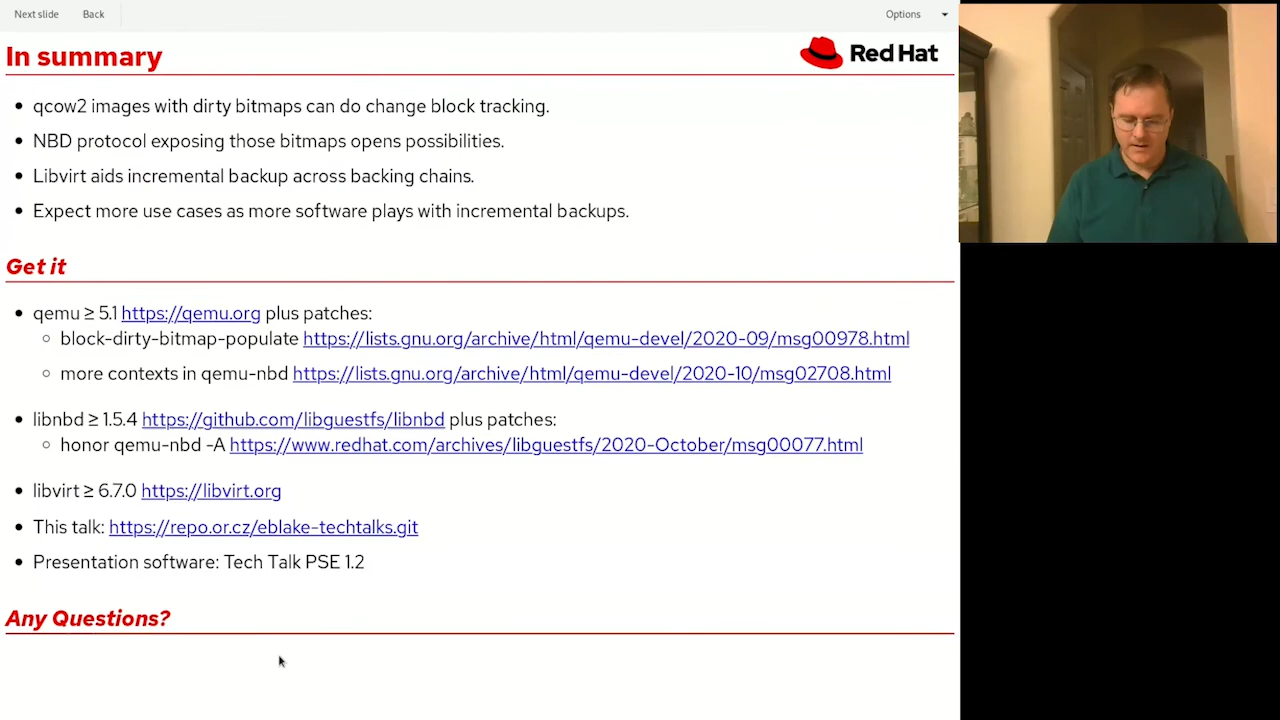 Next slide Back Options
In summary
Red Hat
• qcow2 images with dirty bitmaps can do change block tracking.
• NBD protocol exposing those bitmaps opens possibilities.
• Libvirt aids incremental backup across backing chains.
• Expect more use cases as more software plays with incremental backups.
Get it
• qemu ≥ 5.1 https://qemu.org plus patches:
○ block-dirty-bitmap-populate https://lists.gnu.org/archive/html/qemu-devel/2020-09/msg00978.html
○ more contexts in qemu-nbd https://lists.gnu.org/archive/html/qemu-devel/2020-10/msg02708.html
• libnbd ≥ 1.5.4 https://github.com/libguestfs/libnbd plus patches:
○ honor qemu-nbd -A https://www.redhat.com/archives/libguestfs/2020-October/msg00077.html
• libvirt ≥ 6.7.0 https://libvirt.org
• This talk: https://repo.or.cz/eblake-techtalks.git
• Presentation software: Tech Talk PSE 1.2
Any Questions?